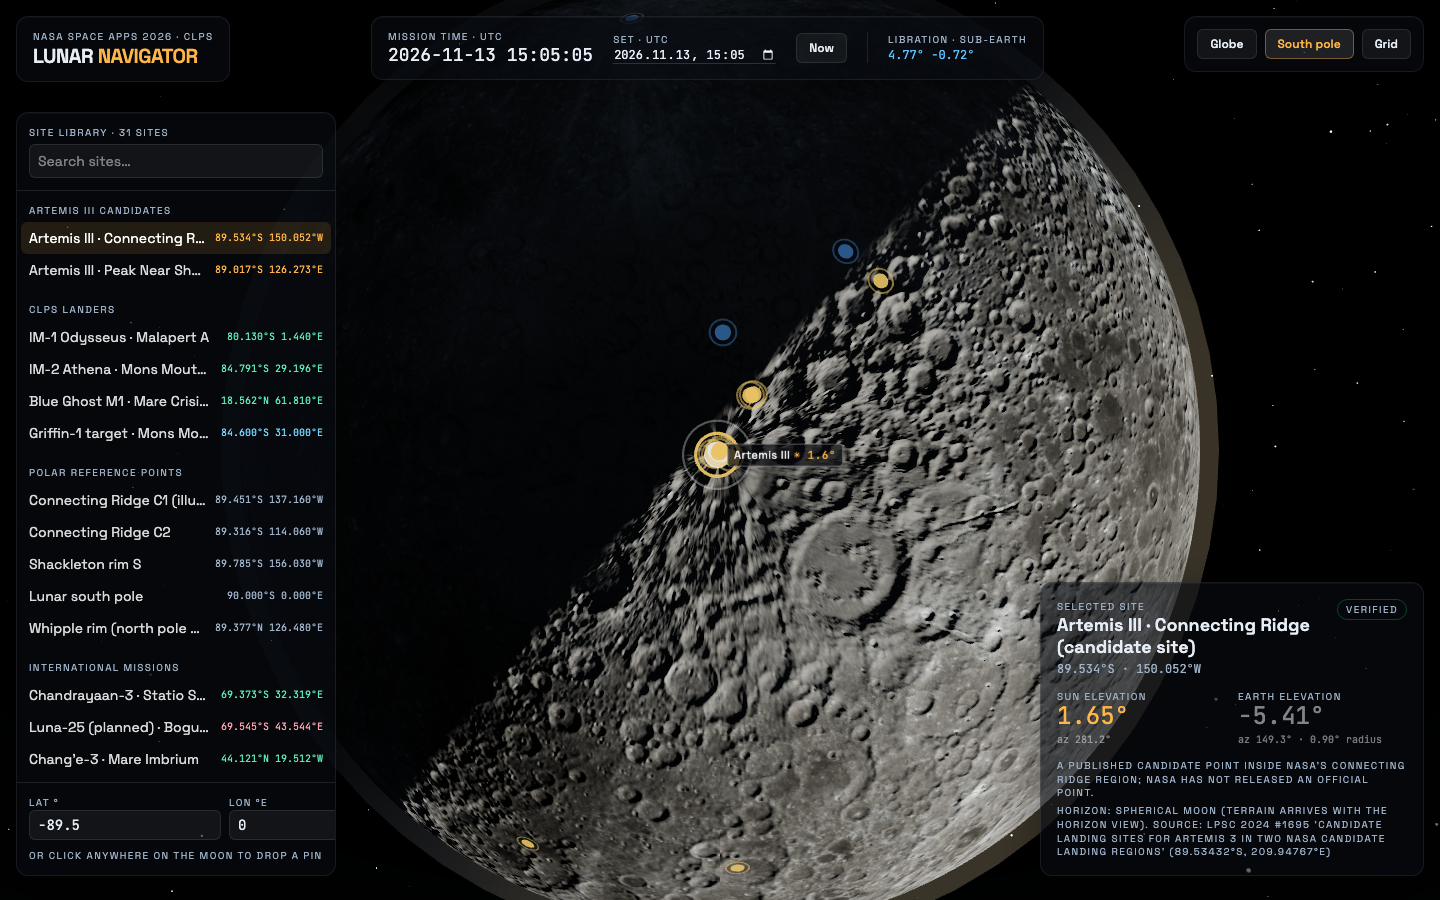 NASA SPACE APPS 2026 · CLPS
LUNAR NAVIGATOR
MISSION TIME · UTC
2026-11-13 15:05:05
SET · UTC
2026.11.13, 15:05
Now
LIBRATION · SUB-EARTH
4.77° -0.72°
Globe
South pole
Grid
SITE LIBRARY · 31 SITES
Search sites…
ARTEMIS III CANDIDATES
Artemis III · Connecting R… 89.534°S 150.052°W
Artemis III · Peak Near Sh… 89.017°S 126.273°E
CLPS LANDERS
IM-1 Odysseus · Malapert A 80.130°S 1.440°E
IM-2 Athena · Mons Mout… 84.791°S 29.196°E
Blue Ghost M1 · Mare Crisi… 18.562°N 61.810°E
Griffin-1 target · Mons Mo… 84.600°S 31.000°E
POLAR REFERENCE POINTS
Connecting Ridge C1 (illu… 89.451°S 137.160°W
Connecting Ridge C2 89.316°S 114.060°W
Shackleton rim S 89.785°S 156.030°W
Lunar south pole 90.000°S 0.000°E
Whipple rim (north pole … 89.377°N 126.480°E
INTERNATIONAL MISSIONS
Chandrayaan-3 · Statio S… 69.373°S 32.319°E
Luna-25 (planned) · Bogu… 69.545°S 43.544°E
Chang'e-3 · Mare Imbrium 44.121°N 19.512°W
LAT °
LON °E
-89.5
0
OR CLICK ANYWHERE ON THE MOON TO DROP A PIN
Artemis III ☀ 1.6°
SELECTED SITE
VERIFIED
Artemis III · Connecting Ridge
(candidate site)
89.534°S · 150.052°W
SUN ELEVATION
1.65°
az 281.2°
EARTH ELEVATION
-5.41°
az 149.3° · 0.90° radius
A PUBLISHED CANDIDATE POINT INSIDE NASA'S CONNECTING
RIDGE REGION; NASA HAS NOT RELEASED AN OFFICIAL
POINT.
HORIZON: SPHERICAL MOON (TERRAIN ARRIVES WITH THE
HORIZON VIEW). SOURCE: LPSC 2024 #1695 'CANDIDATE
LANDING SITES FOR ARTEMIS 3 IN TWO NASA CANDIDATE
LANDING REGIONS' (89.53432°S, 209.94767°E)